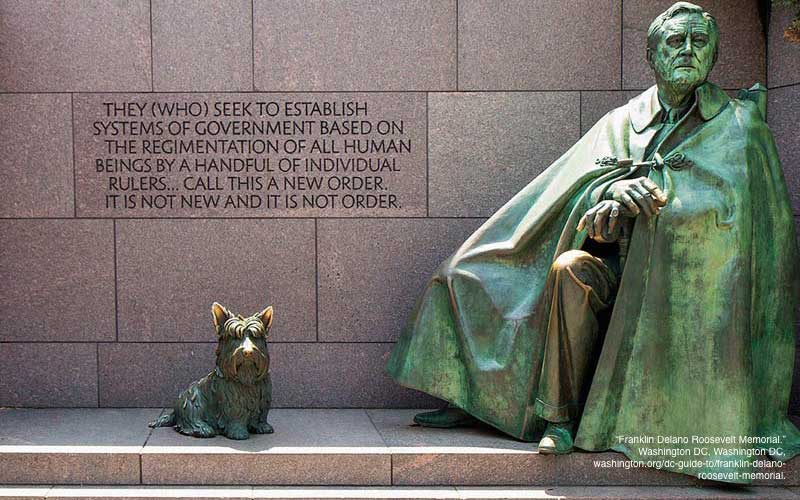 THEY (WHO) SEEK TO ESTABLISH
SYSTEMS OF GOVERNMENT BASED ON
THE REGIMENTATION OF ALL HUMAN
BEINGS BY A HANDFUL OF INDIVIDUAL
RULERS... CALL THIS A NEW ORDER.
IT IS NOT NEW AND IT IS NOT ORDER.
“Franklin Delano Roosevelt Memorial.”
Washington DC, Washington DC,
washington.org/dc-guide-to/franklin-delano-
roosevelt-memorial.